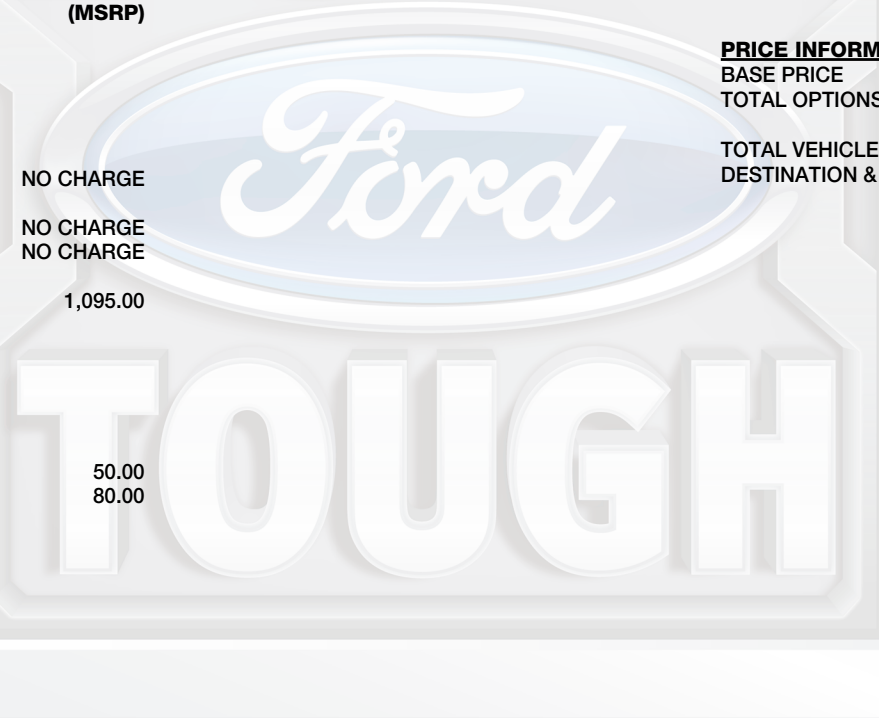 (MSRP)
PRICE INFORM
BASE PRICE
TOTAL OPTIONS
TOTAL VEHICLE
DESTINATION &
NO CHARGE
NO CHARGE
NO CHARGE
1,095.00
50.00
80.00
Ford
TOUGH